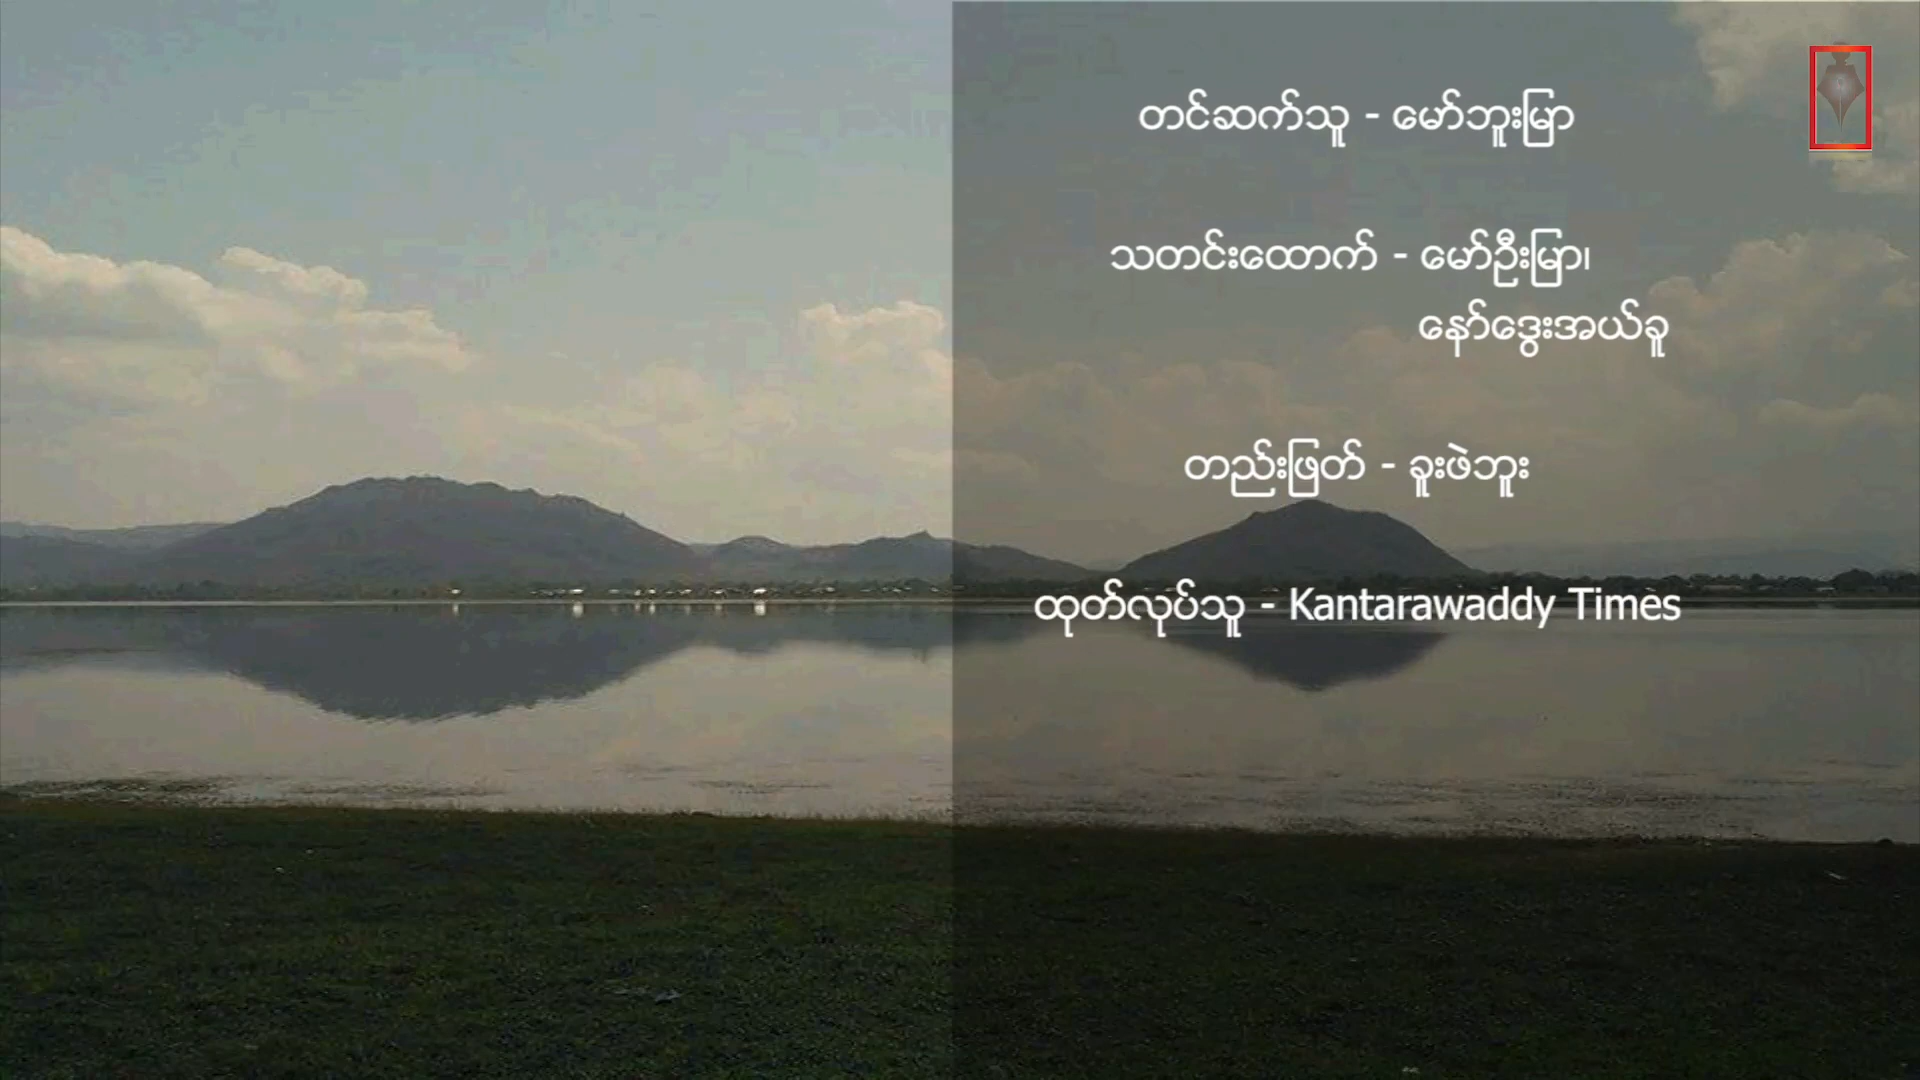 တင်ဆက်သူ - မော်ဘူးမြာ
သတင်းထောက် - မော်ဦးမြာ၊
နော်ဒွေးအယ်ခူ
တည်းဖြတ် - ခူးဖဲဘူး
ထုတ်လုပ်သူ - Kantarawaddy Times